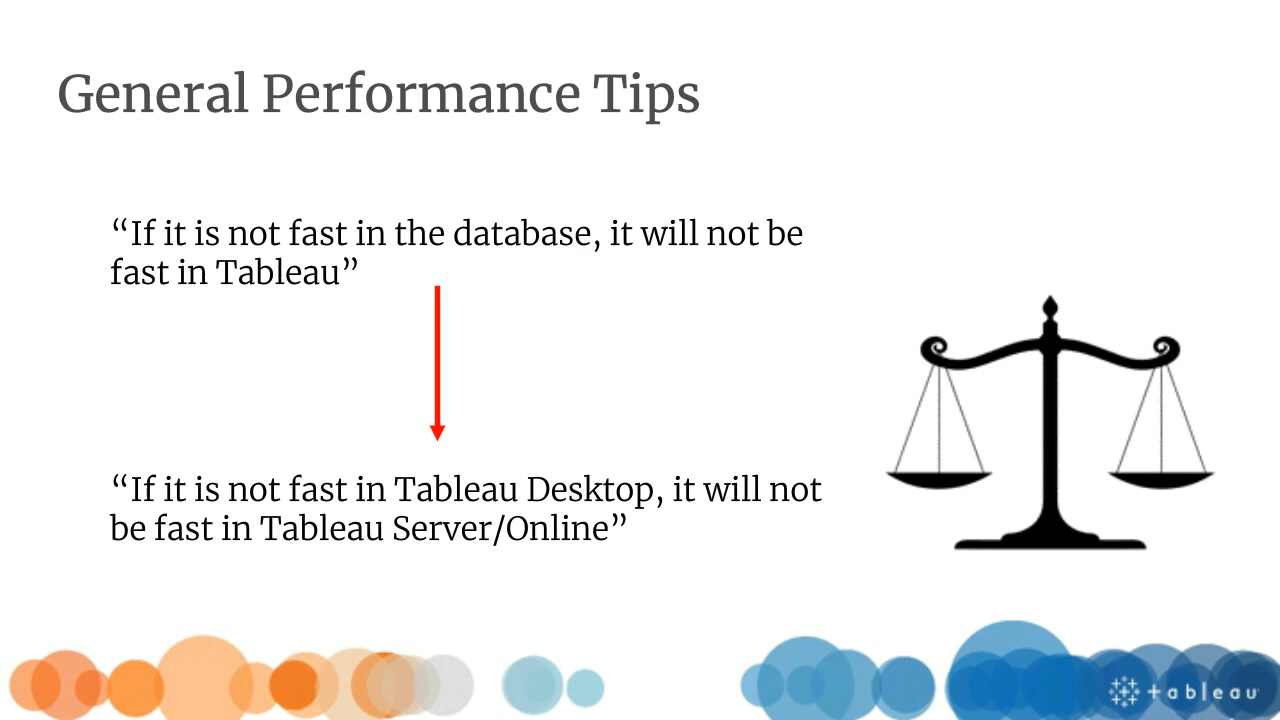 General Performance Tips
“If it is not fast in the database, it will not be
fast in Tableau”
“If it is not fast in Tableau Desktop, it will not
be fast in Tableau Server/Online”
tableau